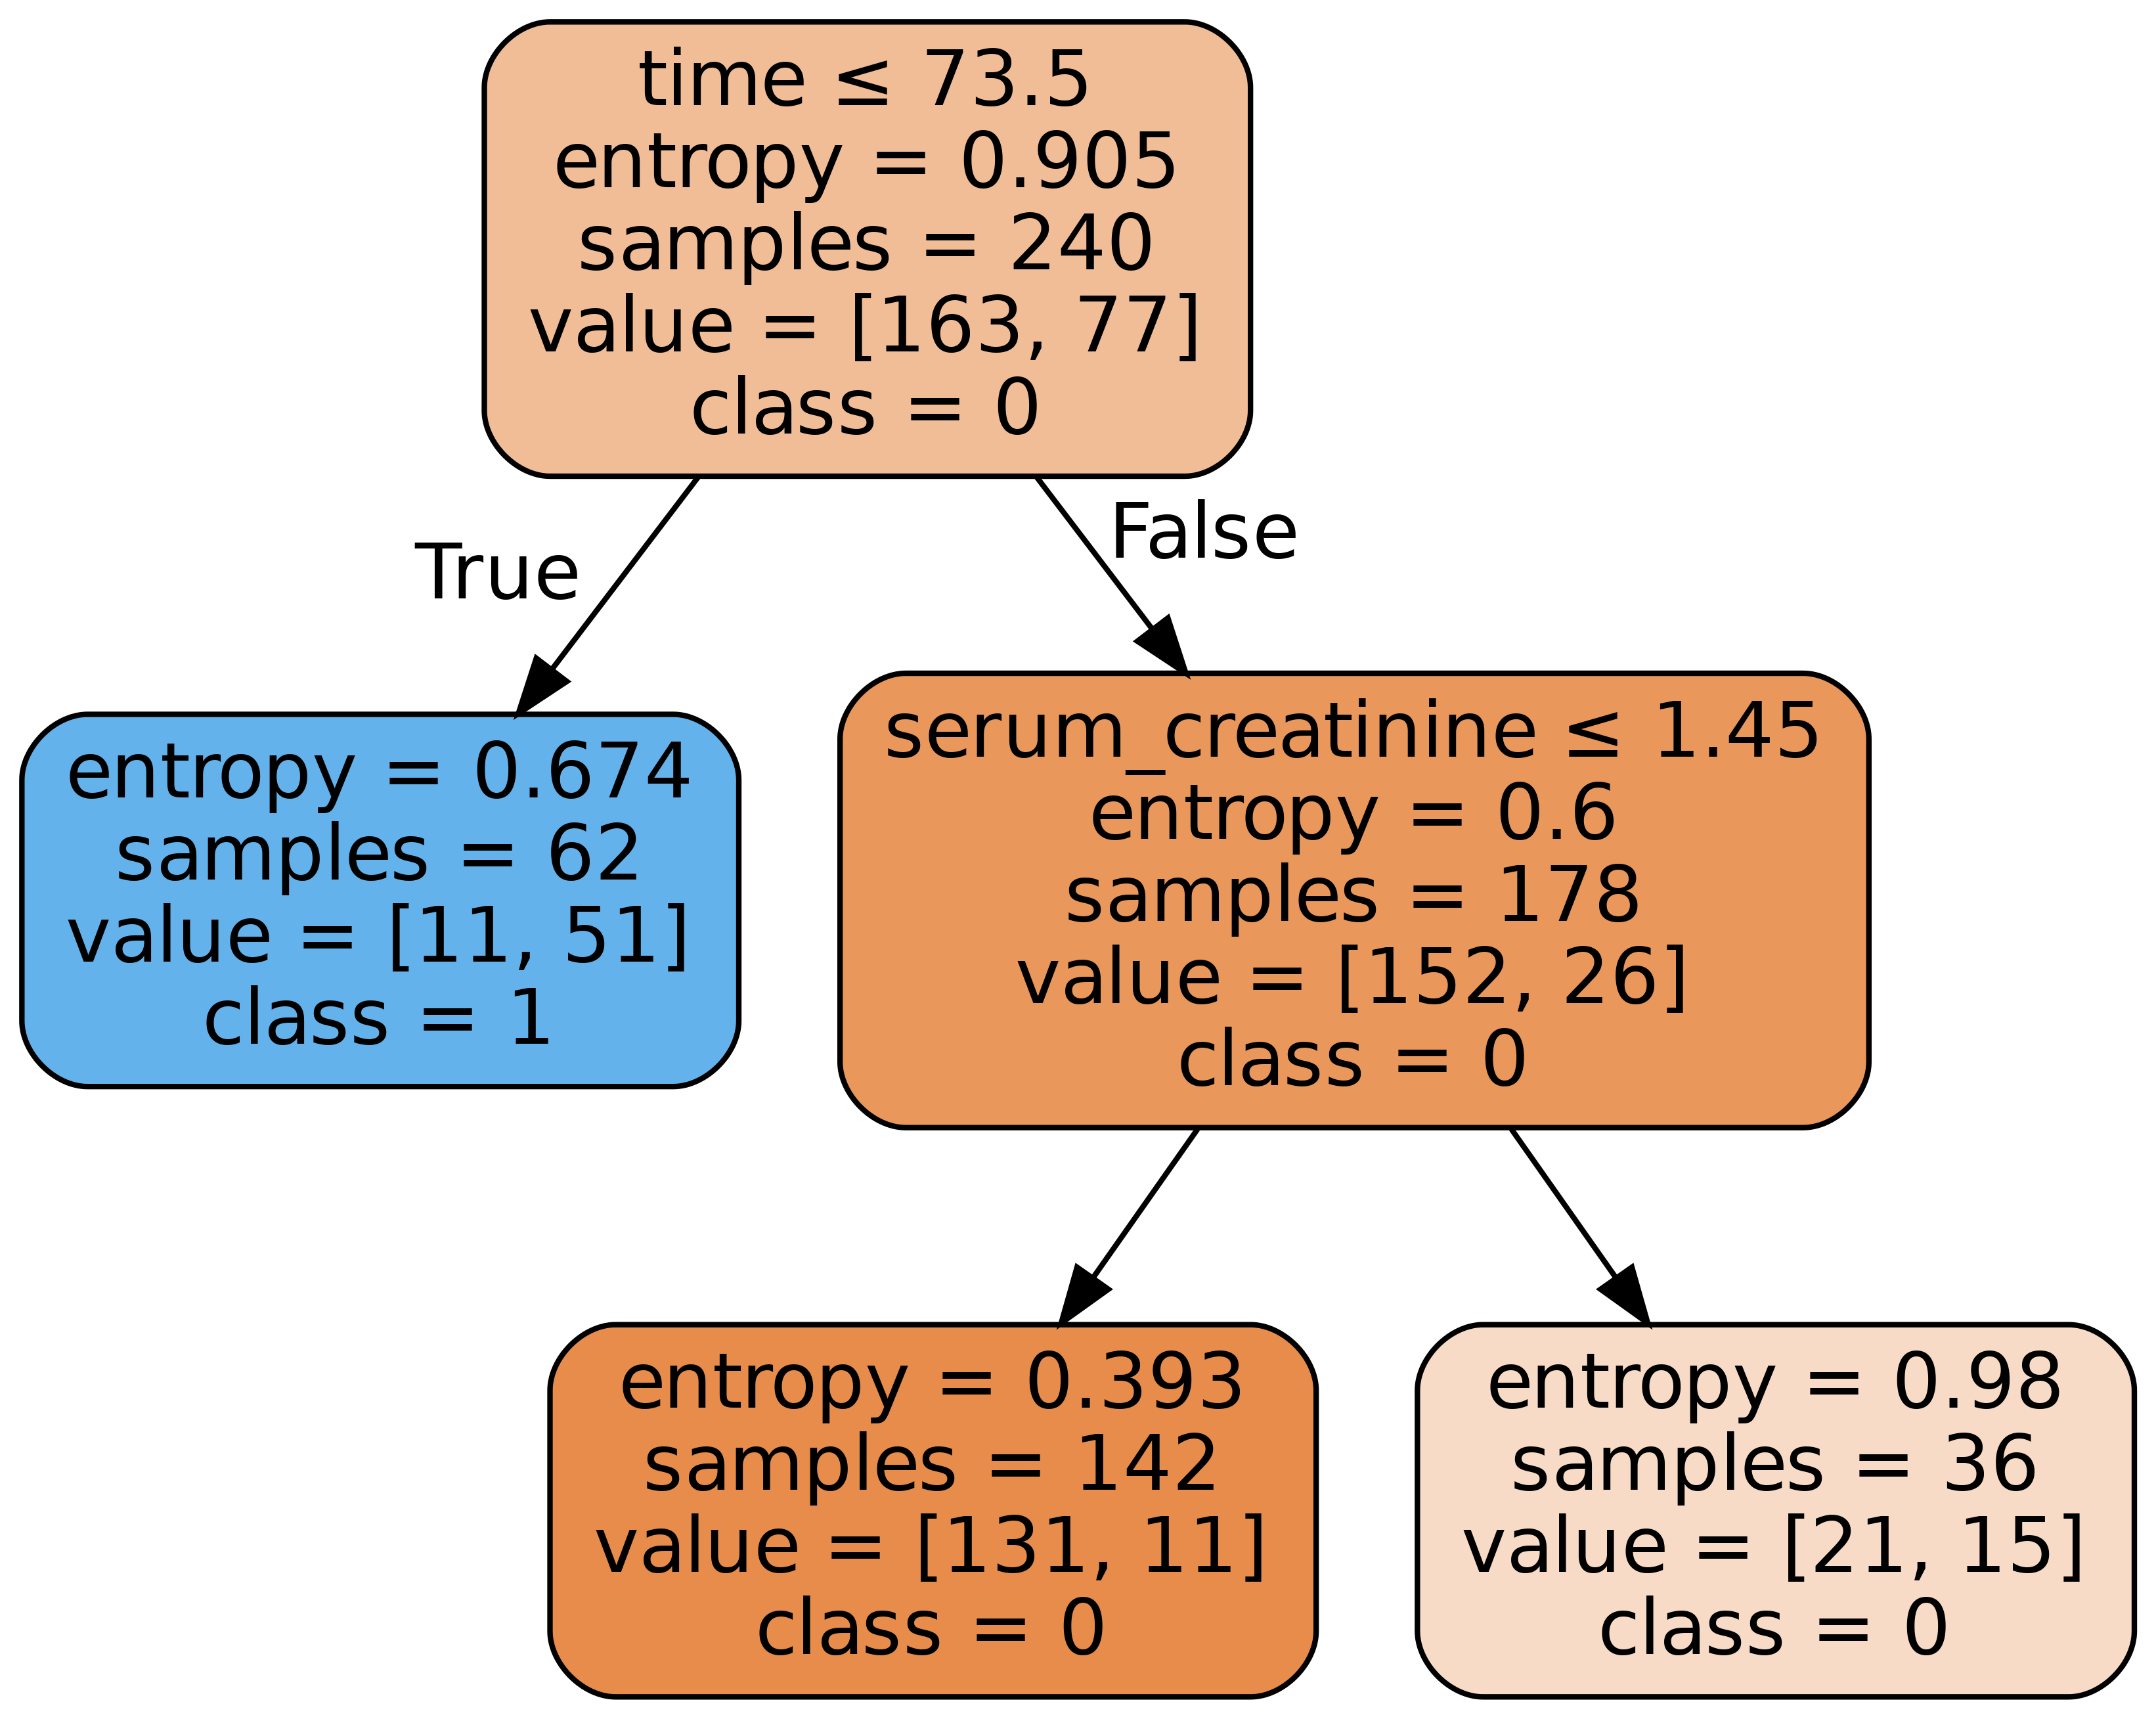 time ≤ 73.5
entropy = 0.905
samples = 240
value = [163, 77]
class = 0
True
False
entropy = 0.674
samples = 62
value = [11, 51]
class = 1
serum_creatinine ≤ 1.45
entropy = 0.6
samples = 178
value = [152, 26]
class = 0
entropy = 0.393
samples = 142
value = [131, 11]
class = 0
entropy = 0.98
samples = 36
value = [21, 15]
class = 0